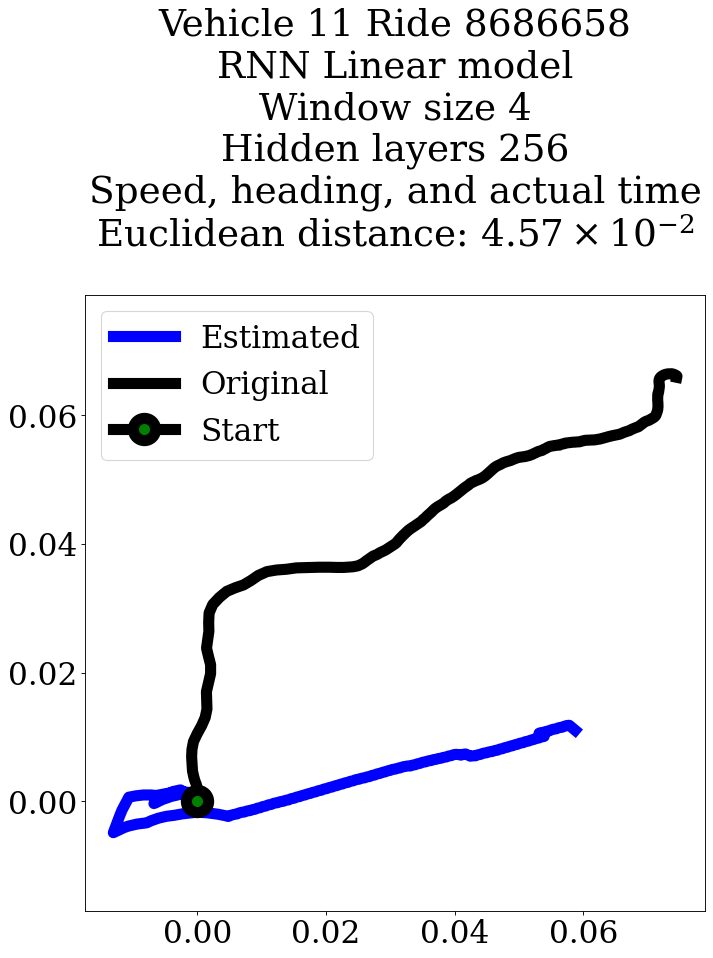 Vehicle 11 Ride 8686658
RNN Linear model
Window size 4
Hidden layers 256
Speed, heading, and actual time
Euclidean distance: 4.57 × 10⁻²
Estimated
Original
Start
0.06
0.04
0.02
0.00
0.00 0.02 0.04 0.06